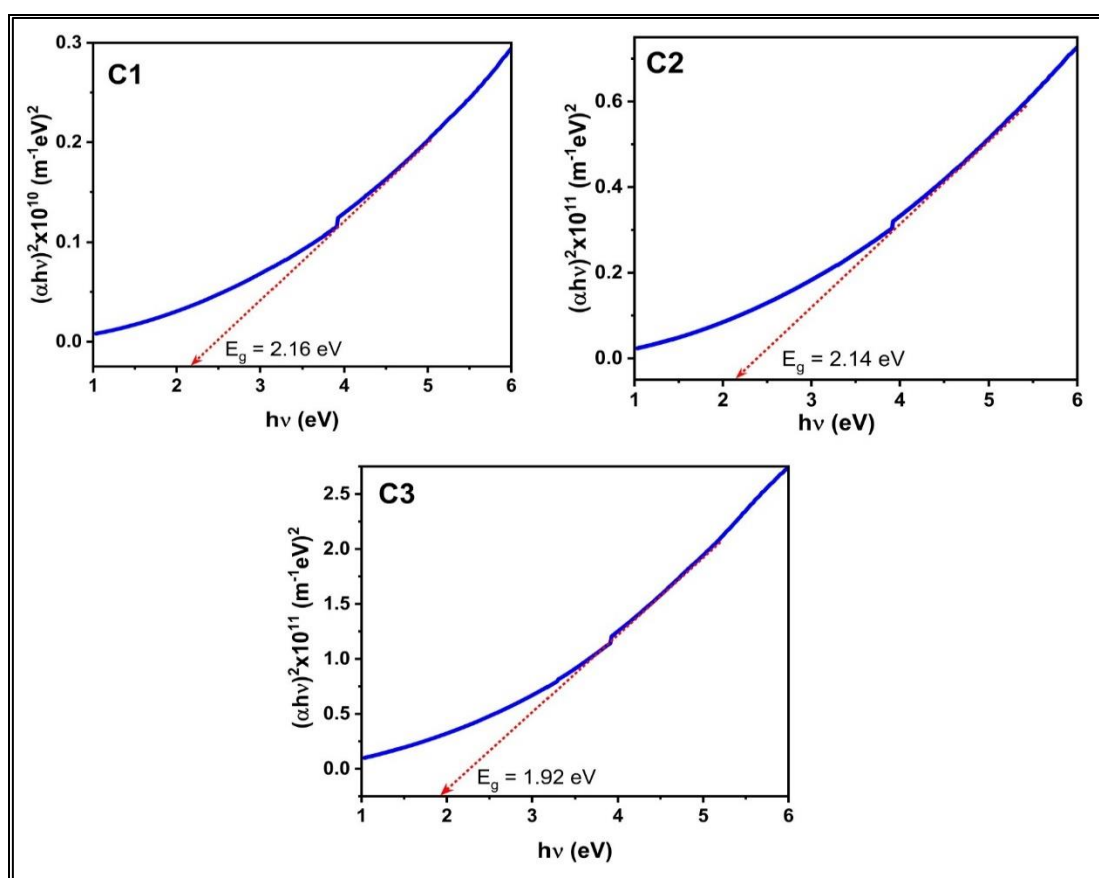 C1
0.3
0.2
0.1
0.0
(αhν)²x10¹⁰ (m⁻¹eV)²
E_g = 2.16 eV
1 2 3 4 5 6
hν (eV)
C2
0.6
0.4
0.2
0.0
(αhν)²x10¹¹ (m⁻¹eV)²
E_g = 2.14 eV
1 2 3 4 5 6
hν (eV)
C3
2.5
2.0
1.5
1.0
0.5
0.0
(αhν)²x10¹¹ (m⁻¹eV)²
E_g = 1.92 eV
1 2 3 4 5 6
hν (eV)